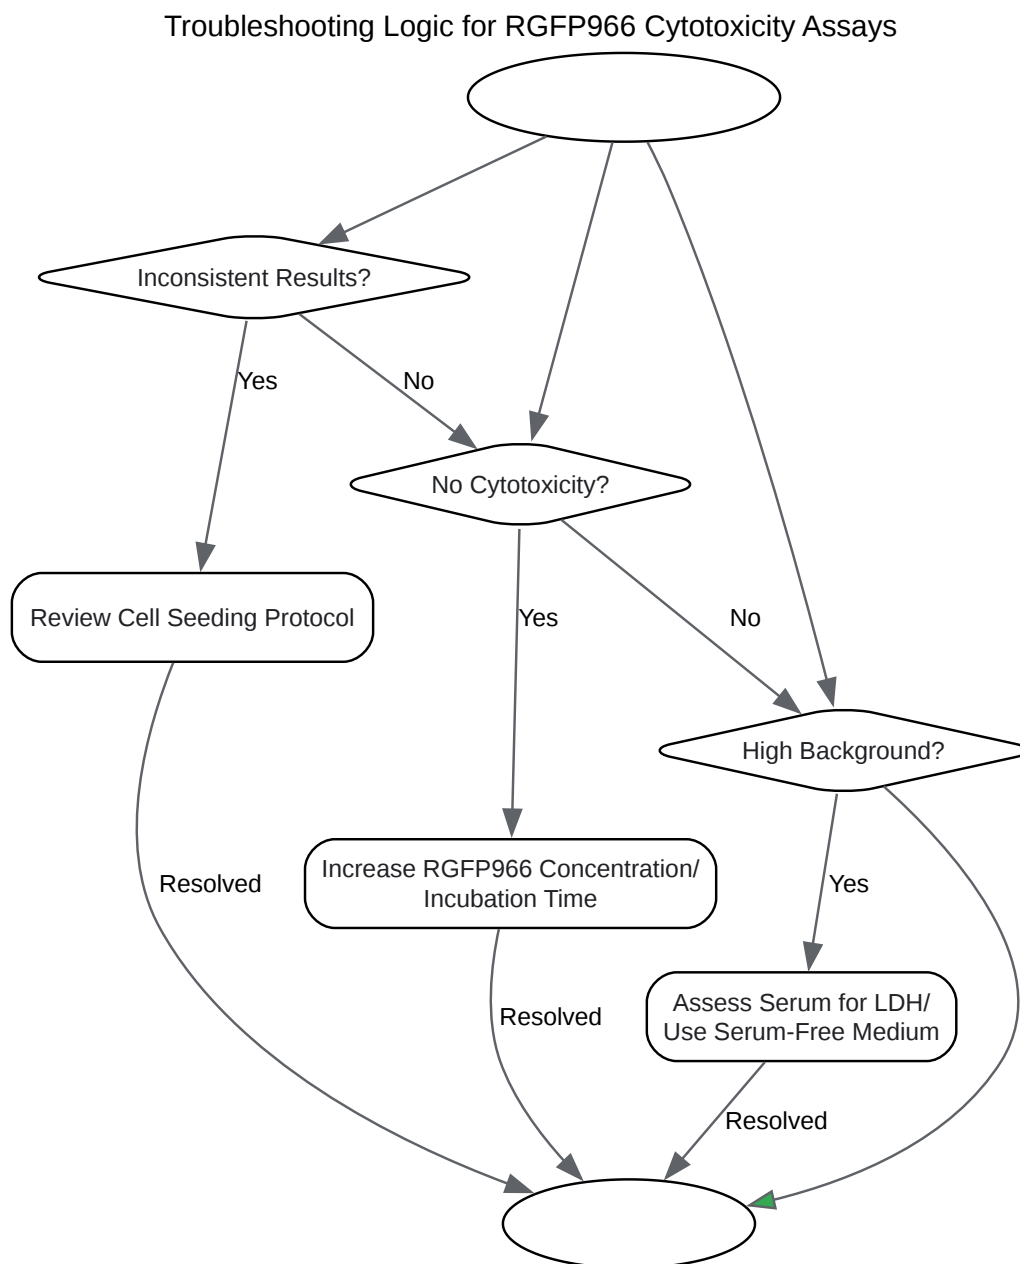 Troubleshooting Logic for RGFP966 Cytotoxicity Assays
Inconsistent Results?
Yes
No
No Cytotoxicity?
Review Cell Seeding Protocol
Yes
No
High Background?
Increase RGFP966 Concentration/
Incubation Time
Resolved
Yes
Assess Serum for LDH/
Use Serum-Free Medium
Resolved
Resolved